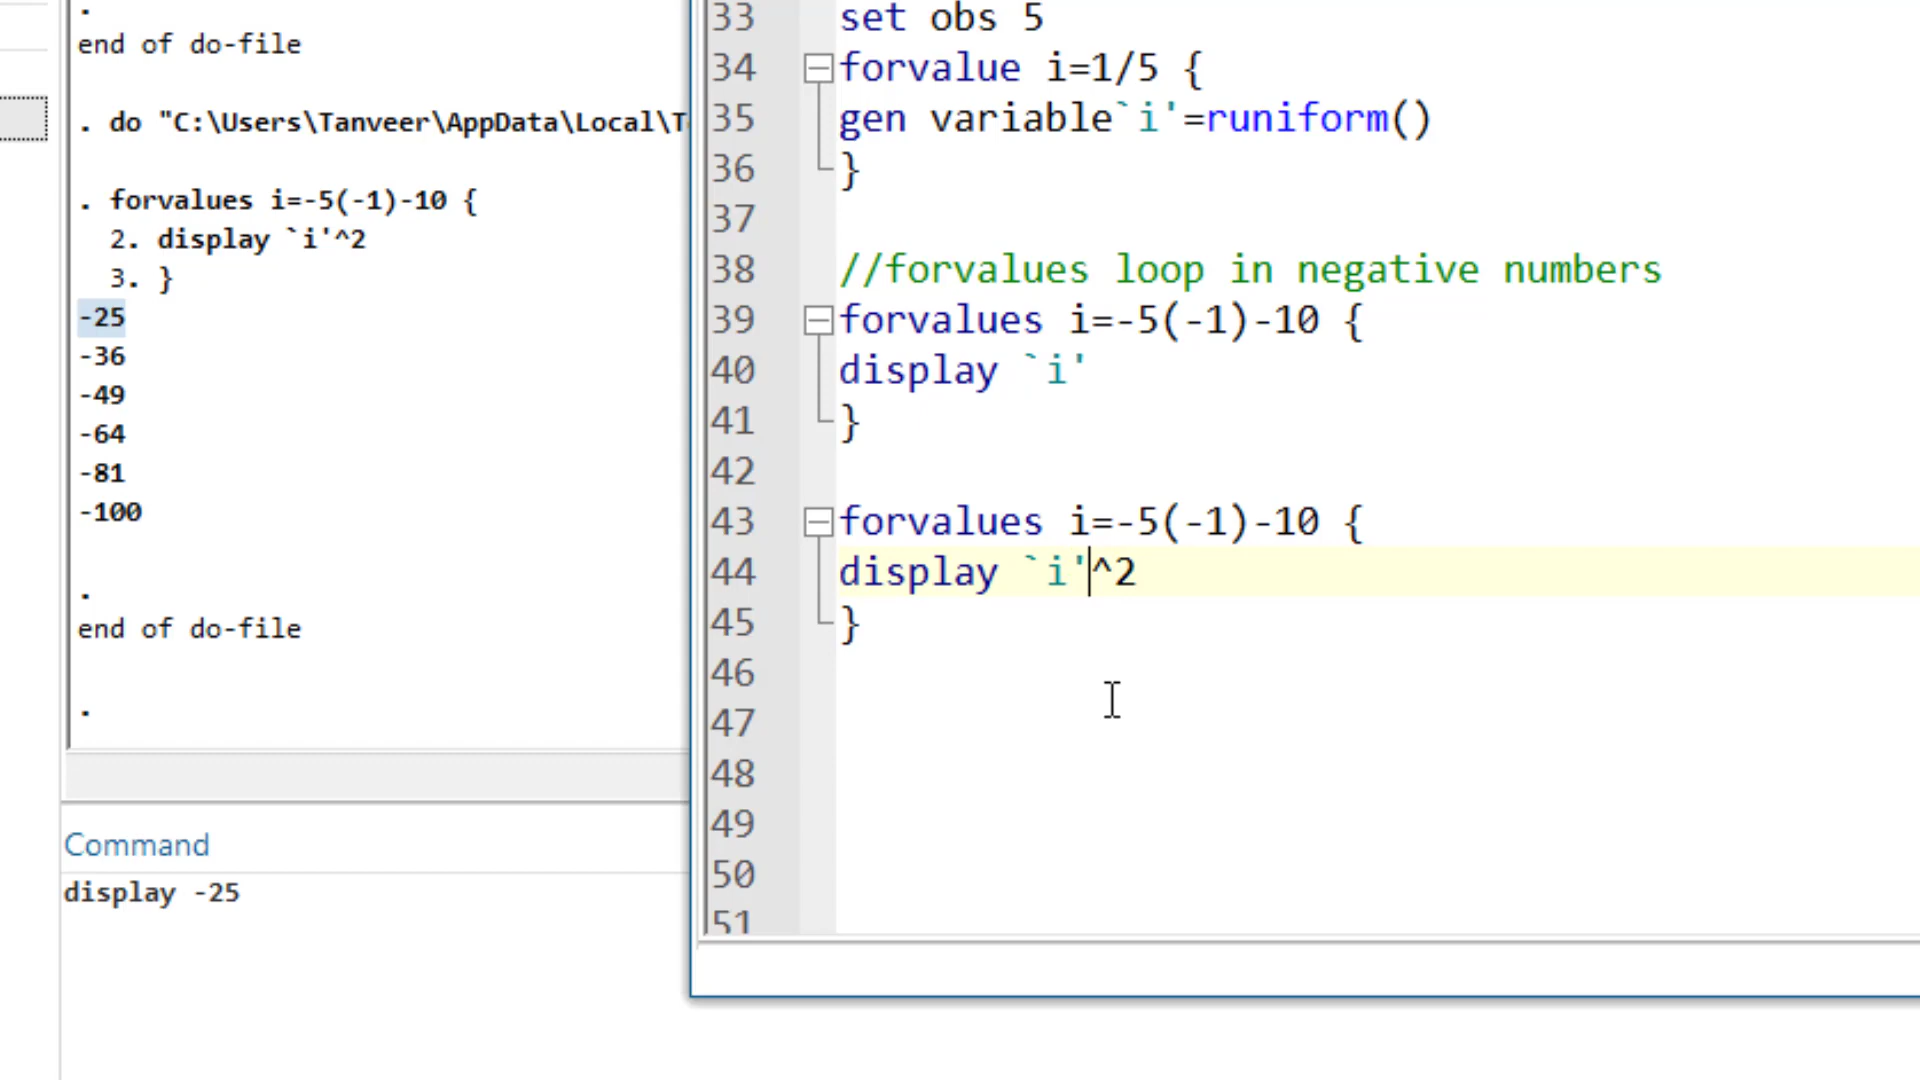 .
end of do-file
. do "C:\Users\Tanveer\AppData\Local\T
. forvalues i=-5(-1)-10 {
2. display `i'^2
3. }
-25
-36
-49
-64
-81
-100
.
end of do-file
.
Command
display -25
33 set obs 5
34 forvalue i=1/5 {
35 gen variable`i'=runiform()
36 }
37
38 //forvalues loop in negative numbers
39 forvalues i=-5(-1)-10 {
40 display `i'
41 }
42
43 forvalues i=-5(-1)-10 {
44 display `i'^2
45 }
46
47
48
49
50
51